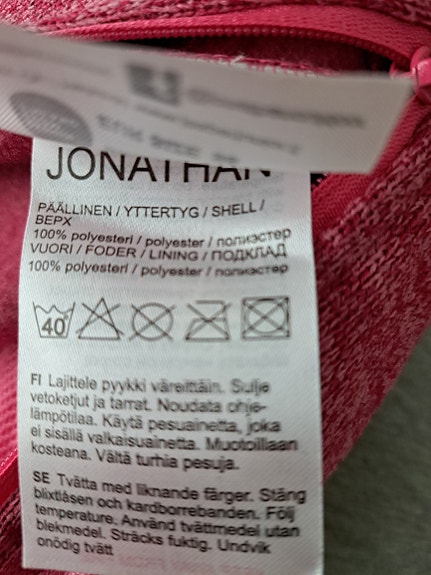 JONATHAN
PÄÄLLINEN / YTTERTYG / SHELL /
ВЕРХ
100% polyesteri / polyester / полиэстер
VUORI / FODER / LINING / ПОДКЛАД
100% polyesteri / polyester / полиэстер
40
FI Lajittele pyykki väreittäin. Sulje
vetoketjut ja tarrat. Noudata ohje-
lämpötilaa. Käytä pesuainetta, joka
ei sisällä valkaisuainetta. Muotoillaan
kosteana. Vältä turhia pesuja.
SE Tvätta med liknande färger. Stäng
blixtlåsen och kardborrebanden. Följ
temperature. Använd tvättmedel utan
blekmedel. Sträcks fuktig. Undvik
onödig tvätt